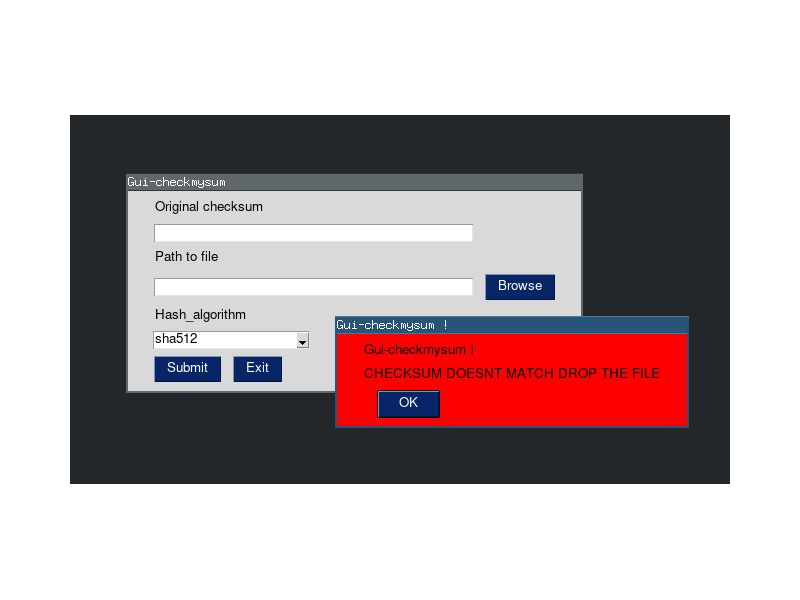 Gui-checkmysum
Original checksum
Path to file
Browse
Hash_algorithm
sha512
Submit Exit
Gui-checkmysum !
Gui-checkmysum !
CHECKSUM DOESNT MATCH DROP THE FILE
OK